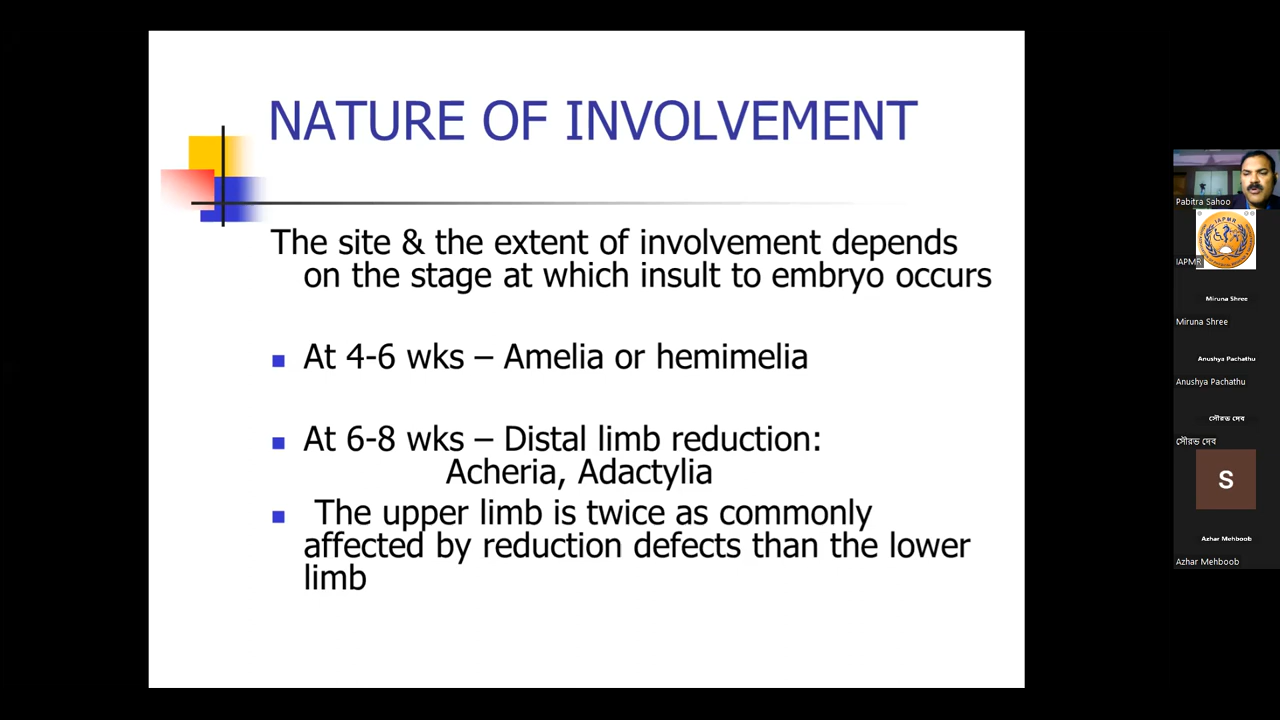 NATURE OF INVOLVEMENT
The site & the extent of involvement depends
on the stage at which insult to embryo occurs
At 4-6 wks – Amelia or hemimelia
At 6-8 wks – Distal limb reduction:
Acheria, Adactylia
The upper limb is twice as commonly
affected by reduction defects than the lower
limb
Pabitra Sahoo
IAPMR
IAPMR
Miruna Shree
Miruna Shree
Anushya Pachathu
Anushya Pachathu
সৌরভ দেব
সৌরভ দেব
S
Azhar Mehboob
Azhar Mehboob